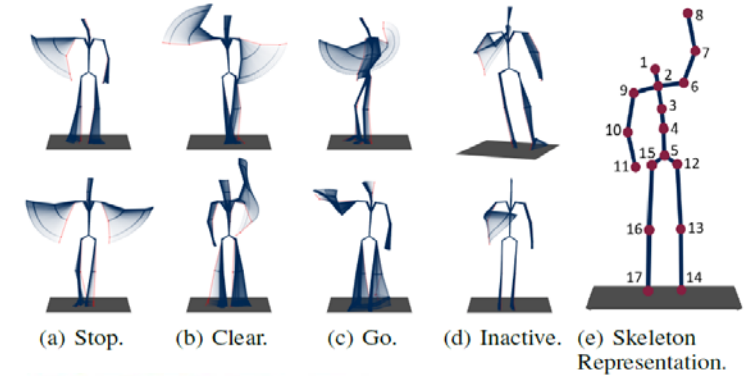 8
7
1
2
6
9
3
10
4
11
15
5
12
16
13
17
14
(a) Stop.
(b) Clear.
(c) Go.
(d) Inactive.
(e) Skeleton
Representation.